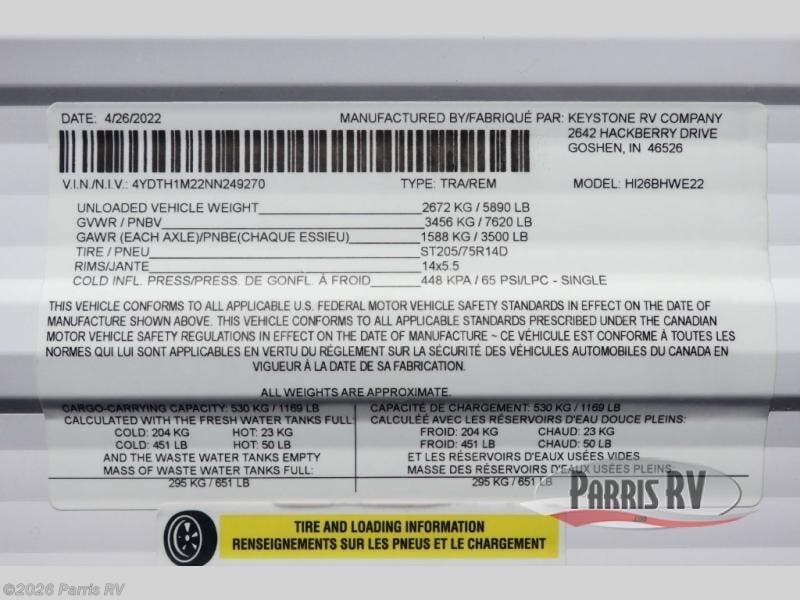 DATE: 4/26/2022 MANUFACTURED BY/FABRIQUÉ PAR: KEYSTONE RV COMPANY
2642 HACKBERRY DRIVE
GOSHEN, IN 46526
V.I.N./N.I.V.: 4YDTH1M22NN249270 TYPE: TRA/REM MODEL: HI26BHWE22
UNLOADED VEHICLE WEIGHT 2672 KG / 5890 LB
GVWR / PNBV 3456 KG / 7620 LB
GAWR (EACH AXLE)/PNBE(CHAQUE ESSIEU) 1588 KG / 3500 LB
TIRE / PNEU ST205/75R14D
RIMS/JANTE 14x5.5
COLD INFL. PRESS/PRESS. DE GONFL. À FROID 448 KPA / 65 PSI/LPC - SINGLE
THIS VEHICLE CONFORMS TO ALL APPLICABLE U.S. FEDERAL MOTOR VEHICLE SAFETY STANDARDS IN EFFECT ON THE DATE OF
MANUFACTURE SHOWN ABOVE. THIS VEHICLE CONFORMS TO ALL APPLICABLE STANDARDS PRESCRIBED UNDER THE CANADIAN
MOTOR VEHICLE SAFETY REGULATIONS IN EFFECT ON THE DATE OF MANUFACTURE ~ CE VÉHICULE EST CONFORME À TOUTES LES
NORMES QUI LUI SONT APPLICABLES EN VERTU DU RÉGLEMENT SUR LA SÉCURITÉ DES VÉHICULES AUTOMOBILES DU CANADA EN
VIGUEUR À LA DATE DE SA FABRICATION.
ALL WEIGHTS ARE APPROXIMATE.
CARGO-CARRYING CAPACITY: 530 KG / 1169 LB
CALCULATED WITH THE FRESH WATER TANKS FULL:
COLD: 204 KG HOT: 23 KG
COLD: 451 LB HOT: 50 LB
AND THE WASTE WATER TANKS EMPTY
MASS OF WASTE WATER TANKS FULL:
295 KG / 651 LB
CAPACITÉ DE CHARGEMENT: 530 KG / 1169 LB
CALCULÉE AVEC LES RÉSERVOIRS D'EAU DOUCE PLEINS:
FROID: 204 KG CHAUD: 23 KG
FROID: 451 LB CHAUD: 50 LB
ET LES RÉSERVOIRS D'EAUX USÉES VIDES
MASSE DES RÉSERVOIRS D'EAUX USÉES PLEINS:
295 KG / 651 LB
PARRIS RV
TIRE AND LOADING INFORMATION
RENSEIGNEMENTS SUR LES PNEUS ET LE CHARGEMENT
©2026 Parris RV